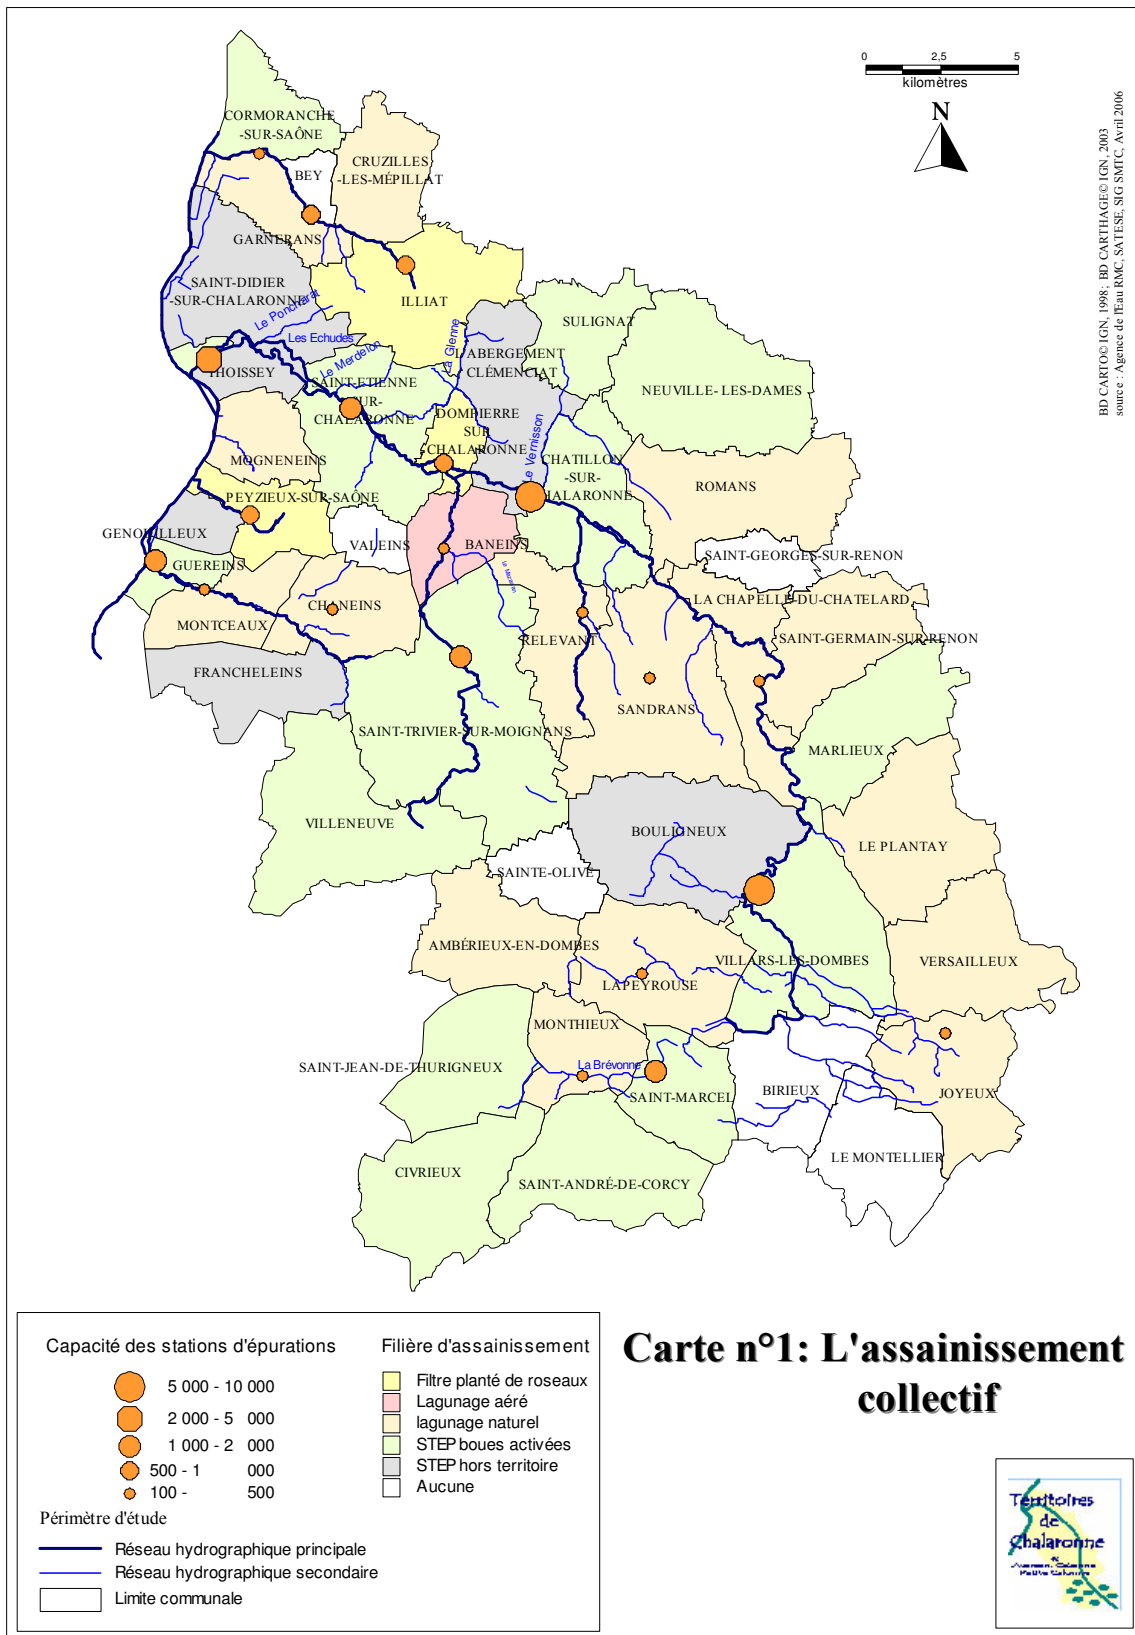 0 2,5 5
kilomètres
N
BD CARTO© IGN, 1998; BD CARTHAGE© IGN, 2003
source : Agence de l'Eau RMC, SATESE, SIG SMTC, Avril 2006
CORMORANCHE
-SUR-SAÔNE
BEY
CRUZILLES
-LES-MÉPILLAT
GARNERANS
SAINT-DIDIER
-SUR-CHALARONNE
ILLIAT
Le Poncharat
Les Echudes
Le Merdelon
La Glenne
SULIGNAT
L'ABERGEMENT
CLÉMENCIAT
THOISSEY
SAINT-ETIENNE
SUR-
CHALARONNE
NEUVILLE- LES-DAMES
DOMPIERRE
SUR
CHALARONNE
Le Vernisson
CHATILLON
-SUR-
CHALARONNE
MOGNENEINS
ROMANS
PEYZIEUX-SUR-SAÔNE
GENOUILLEUX
VALEINS
BANEINS
SAINT-GEORGES-SUR-RENON
GUEREINS
CHANEINS
LA CHAPELLE-DU-CHATELARD
MONTCEAUX
RELEVANT
SAINT-GERMAIN-SUR-RENON
FRANCHELEINS
SANDRANS
SAINT-TRIVIER-SUR-MOIGNANS
MARLIEUX
VILLENEUVE
BOULIGNEUX
LE PLANTAY
SAINTE-OLIVE
AMBÉRIEUX-EN-DOMBES
VILLARS-LES-DOMBES
VERSAILLEUX
LAPEYROUSE
MONTHIEUX
SAINT-JEAN-DE-THURIGNEUX
La Brévonne
SAINT-MARCEL
BIRIEUX
JOYEUX
LE MONTELLIER
CIVRIEUX
SAINT-ANDRÉ-DE-CORCY
Capacité des stations d'épurations
5 000 - 10 000
2 000 - 5 000
1 000 - 2 000
500 - 1 000
100 - 500
Filière d'assainissement
Filtre planté de roseaux
Lagunage aéré
lagunage naturel
STEP boues activées
STEP hors territoire
Aucune
Périmètre d'étude
Réseau hydrographique principale
Réseau hydrographique secondaire
Limite communale
Carte n°1: L'assainissement
collectif
Territoires
de
Chalaronne